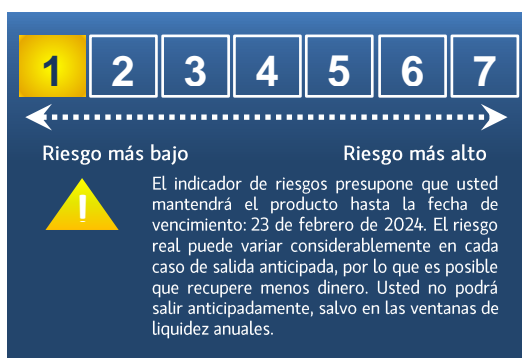 1 2 3 4 5 6 7
Riesgo más bajo Riesgo más alto
!
El indicador de riesgos presupone que usted
mantendrá el producto hasta la fecha de
vencimiento: 23 de febrero de 2024. El riesgo
real puede variar considerablemente en cada
caso de salida anticipada, por lo que es posible
que recupere menos dinero. Usted no podrá
salir anticipadamente, salvo en las ventanas de
liquidez anuales.